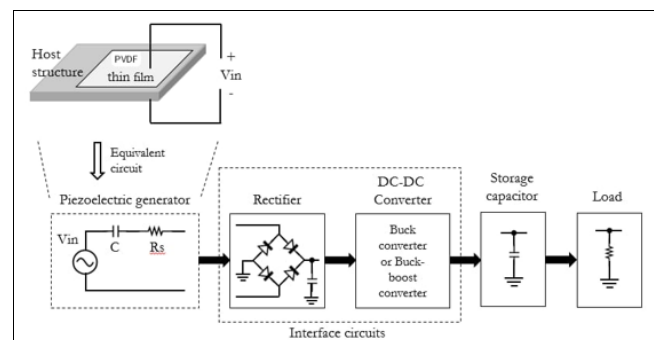 Host
structure
PVDF
thin film
+
Vin
-
Equivalent
circuit
Piezoelectric generator
Vin
C
Rs
Rectifier
DC-DC
Converter
Buck
converter
or Buck-
boost
converter
Storage
capacitor
Load
Interface circuits